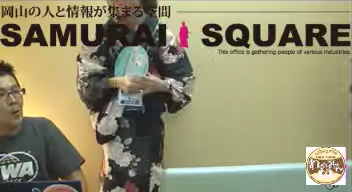 岡山の人と情報が集まる空間
SAMURAI SQUARE
This office is gathering people of various industries.
WA